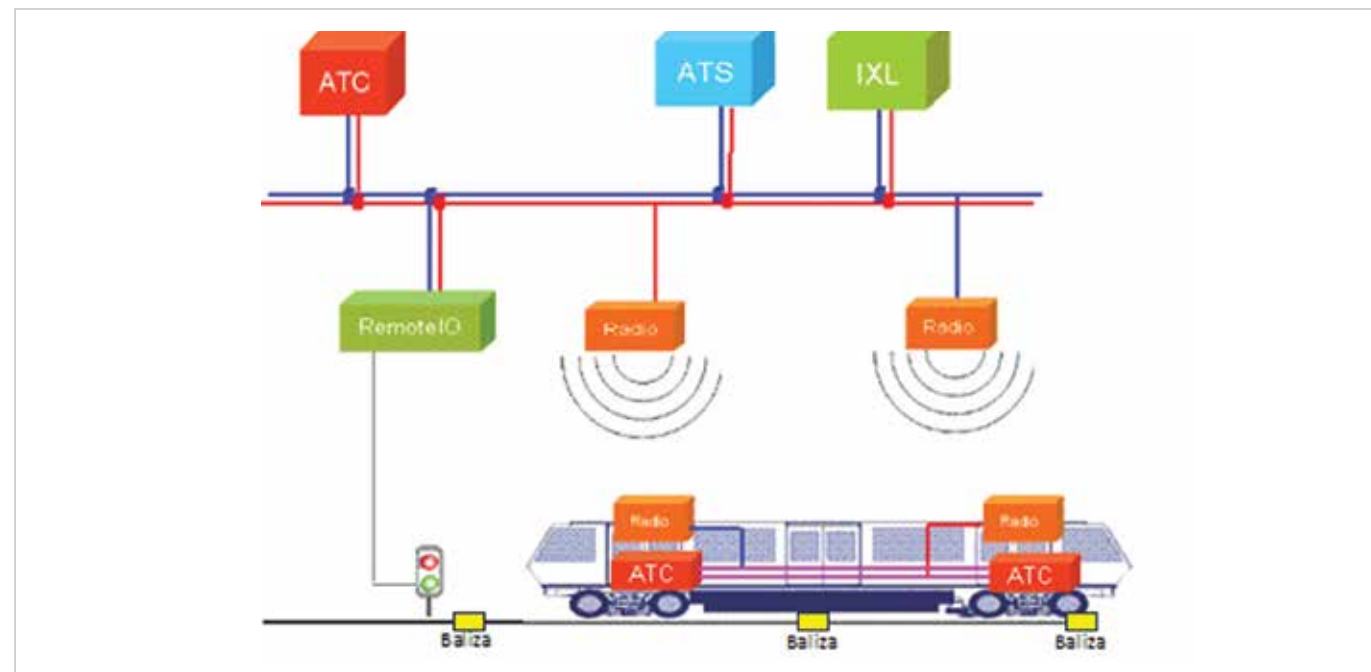 ATC
ATS
IXL
RemoteIO
Radio
Radio
Radio
Radio
ATC
ATC
Baliza
Baliza
Baliza